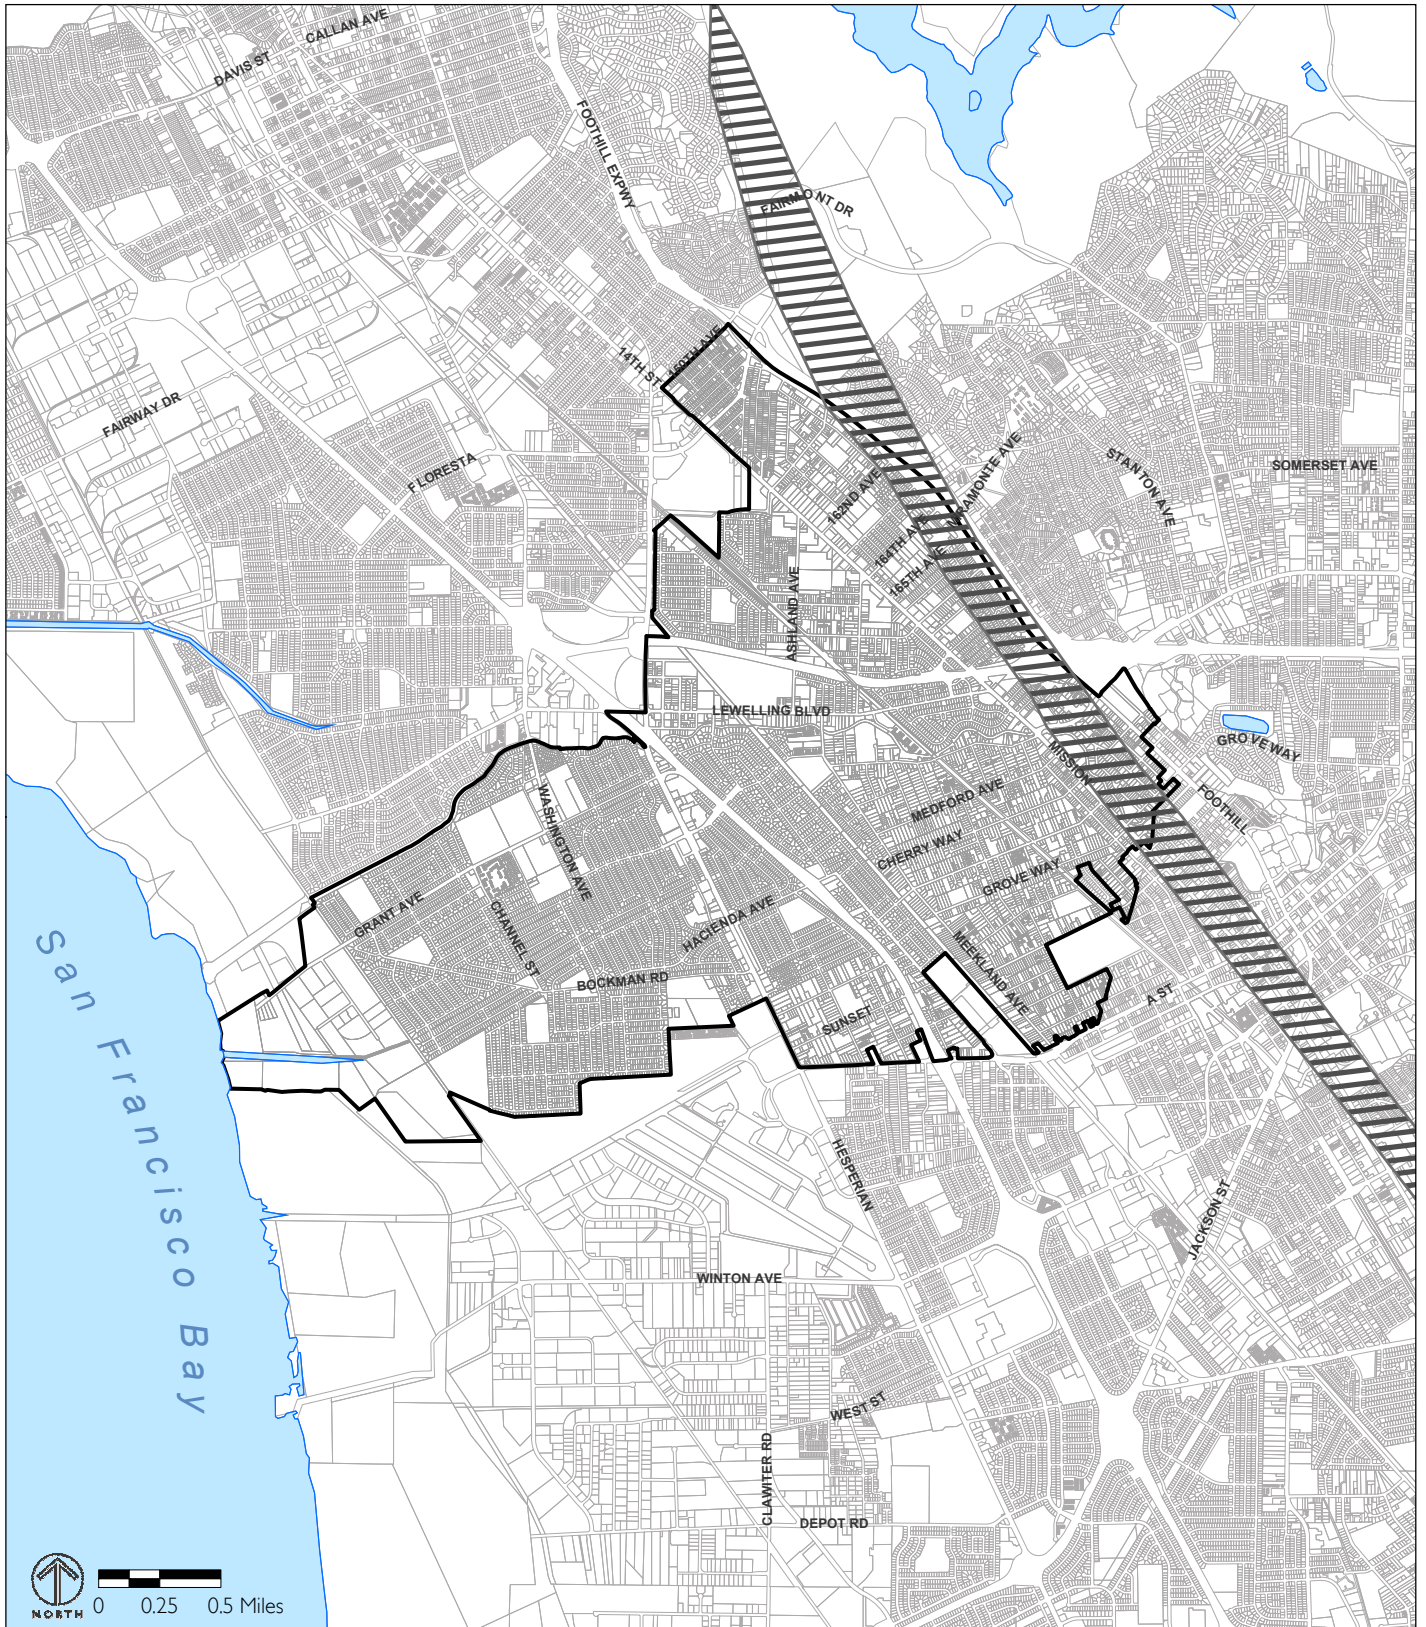 CALLAN AVE
DAVIS ST
FOOTHILL EXPWY
FAIRMONT DR
150TH AVE
14TH ST
FAIRWAY DR
FLORESTA
162ND AVE
MIRAMONTE AVE
STANTON AVE
SOMERSET AVE
164TH AVE
165TH AVE
ASHLAND AVE
LEWELLING BLVD
GROVE WAY
MISSION
FOOTHILL
MEDFORD AVE
WASHINGTON AVE
CHERRY WAY
GROVE WAY
GRANT AVE
CHANNEL ST
HACIENDA AVE
MEEKLAND AVE
BOCKMAN RD
A ST
SUNSET
San Francisco Bay
HESPERIAN
JACKSON ST
WINTON AVE
WEST ST
CLAWITER RD
DEPOT RD
NORTH
0 0.25 0.5 Miles